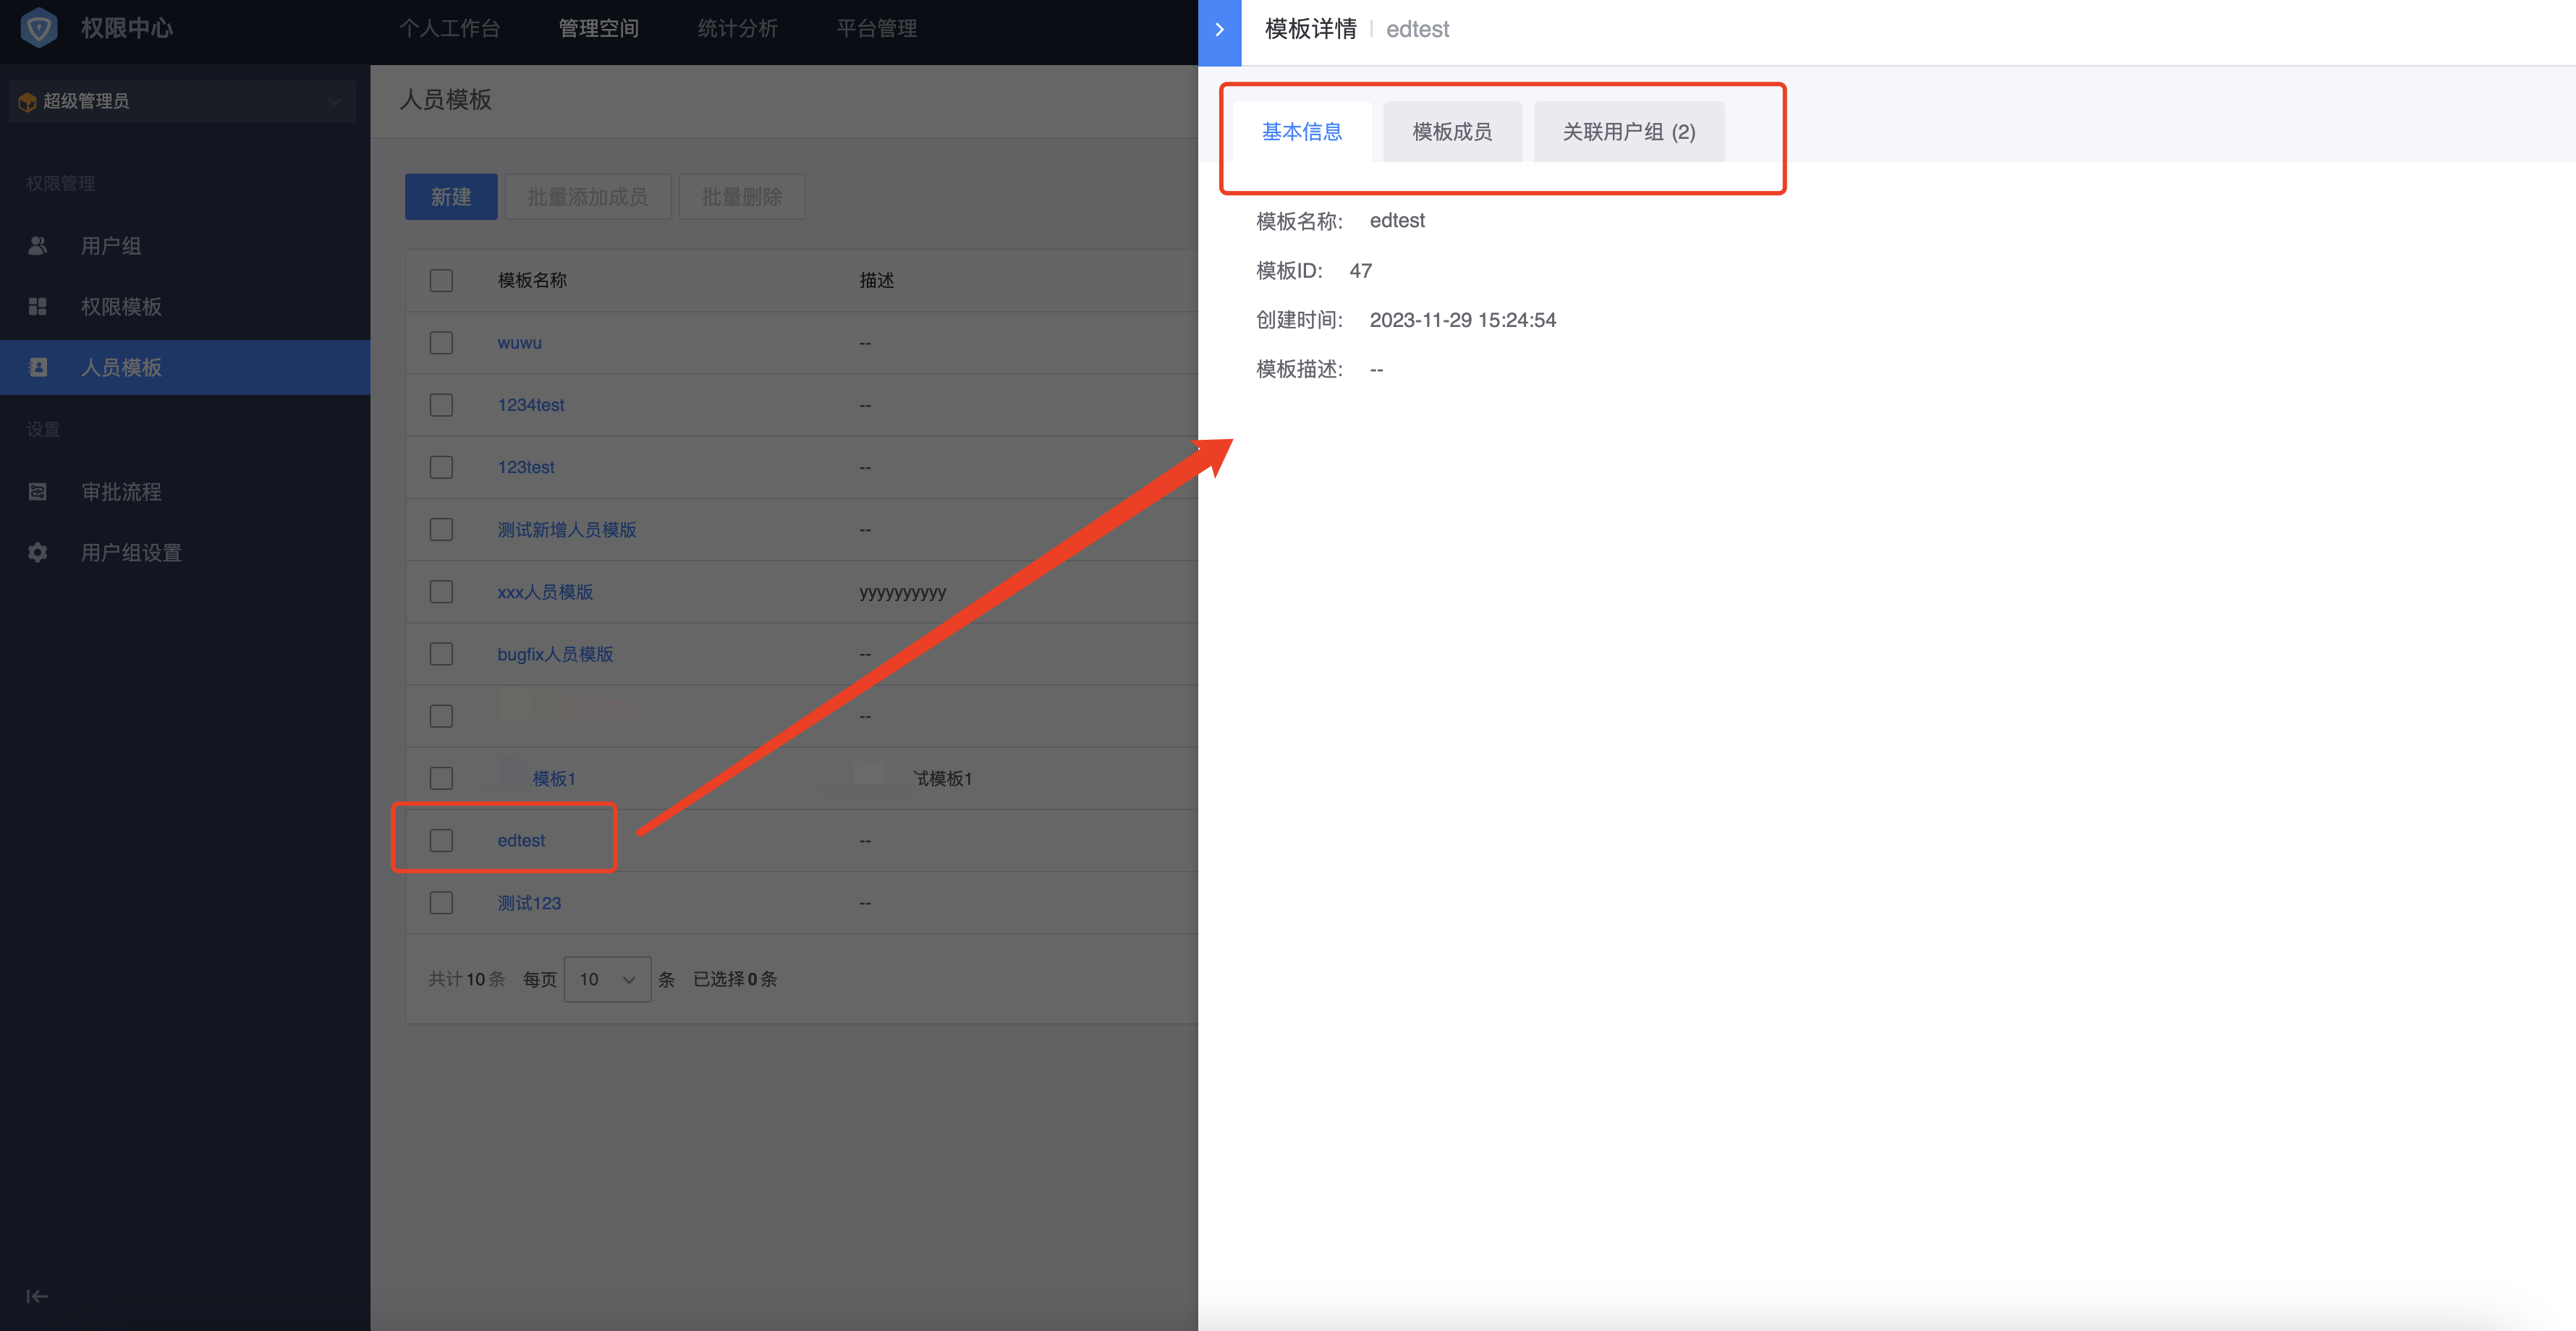 权限中心
个人工作台 管理空间 统计分析 平台管理
超级管理员
权限管理
用户组
权限模板
人员模板
设置
审批流程
用户组设置
人员模板
新建 批量添加成员 批量删除
模板名称 描述
wuwu --
1234test --
123test --
测试新增人员模版 --
xxx人员模版 yyyyyyyyyy
bugfix人员模版 --
--
模板1 试模板1
edtest --
测试123 --
共计 10 条 每页 10 条 已选择 0 条
模板详情 edtest
基本信息 模板成员 关联用户组 (2)
模板名称: edtest
模板ID: 47
创建时间: 2023-11-29 15:24:54
模板描述: --